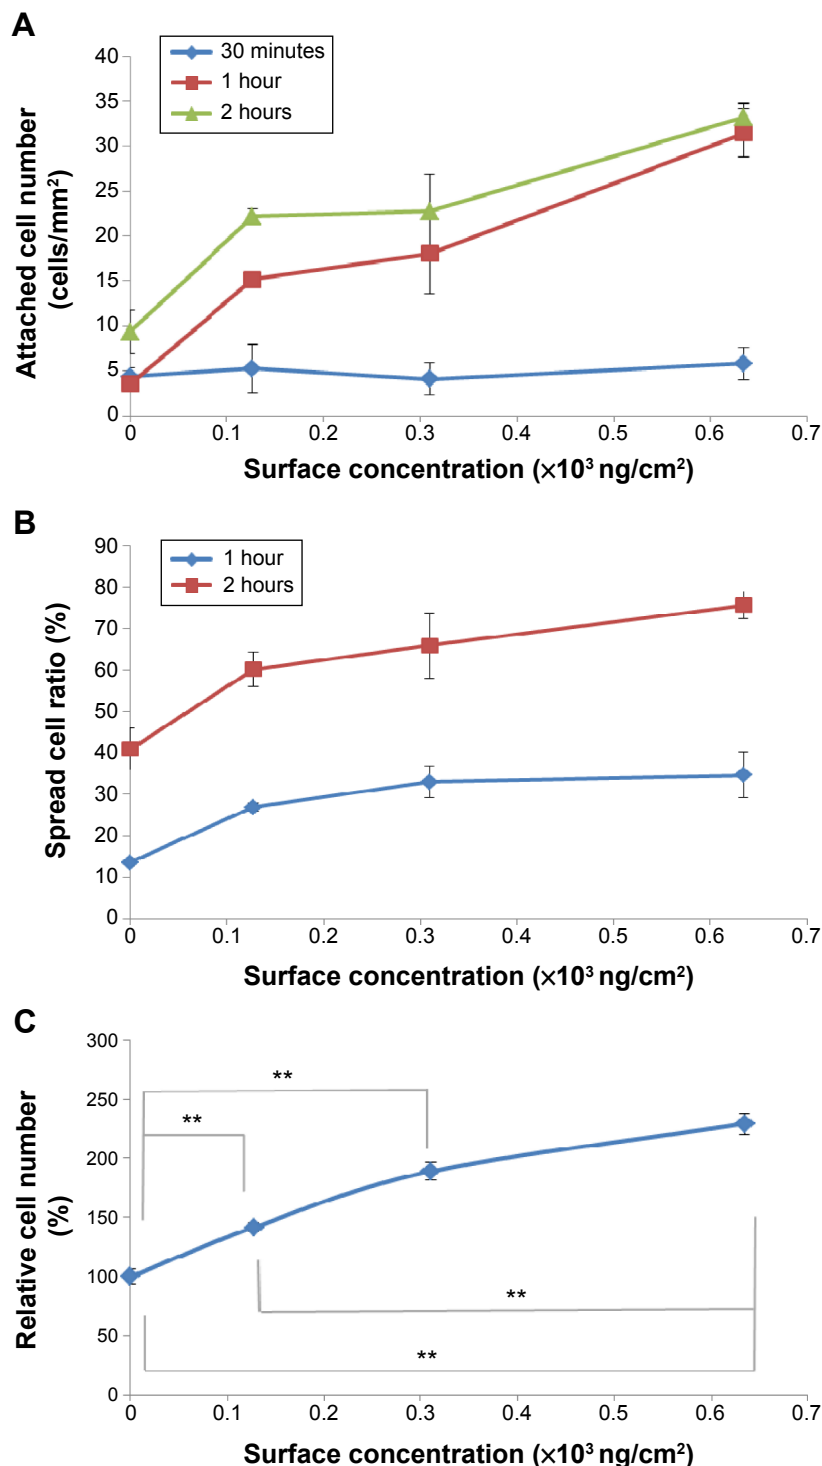 A
30 minutes
1 hour
2 hours
Attached cell number
(cells/mm²)
40
35
30
25
20
15
10
5
0
0 0.1 0.2 0.3 0.4 0.5 0.6 0.7
Surface concentration (×10³ ng/cm²)
B
1 hour
2 hours
Spread cell ratio (%)
90
80
70
60
50
40
30
20
10
0
0 0.1 0.2 0.3 0.4 0.5 0.6 0.7
Surface concentration (×10³ ng/cm²)
C
Relative cell number
(%)
300
250
200
150
100
50
0
**
**
**
**
0 0.1 0.2 0.3 0.4 0.5 0.6 0.7
Surface concentration (×10³ ng/cm²)